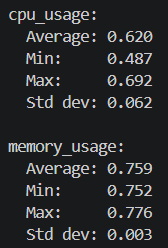 cpu_usage:
  Average: 0.620
  Min:     0.487
  Max:     0.692
  Std dev: 0.062

memory_usage:
  Average: 0.759
  Min:     0.752
  Max:     0.776
  Std dev: 0.003